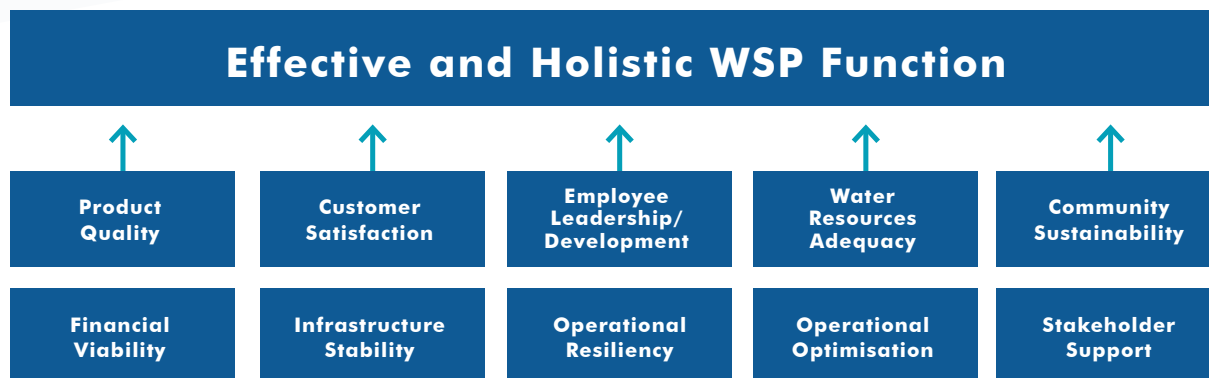 Effective and Holistic WSP Function
Product
Quality
Customer
Satisfaction
Employee
Leadership/
Development
Water
Resources
Adequacy
Community
Sustainability
Financial
Viability
Infrastructure
Stability
Operational
Resiliency
Operational
Optimisation
Stakeholder
Support